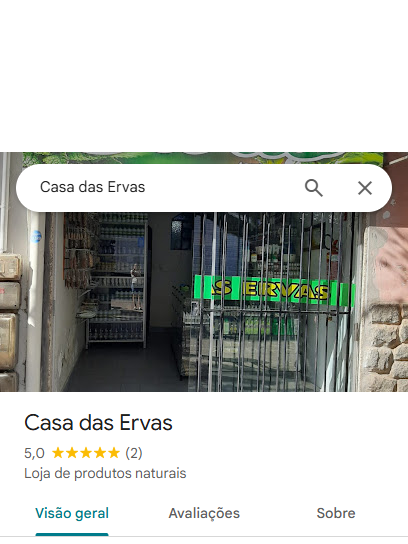 Casa das Ervas
S ERVAS
Casa das Ervas
5,0 (2)
Loja de produtos naturais
Visão geral Avaliações Sobre